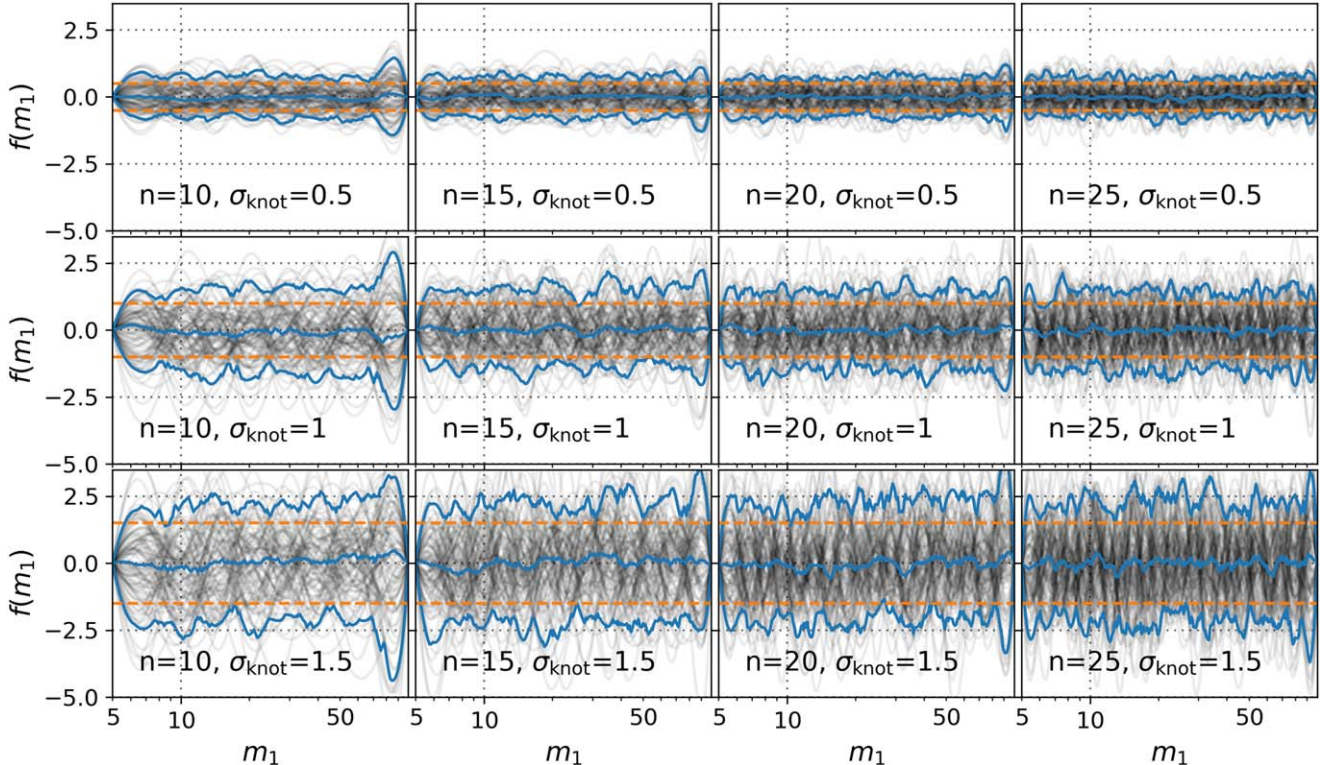 f(m₁)
2.5
0.0
−2.5
−5.0
n=10, σknot=0.5
n=15, σknot=0.5
n=20, σknot=0.5
n=25, σknot=0.5
f(m₁)
2.5
0.0
−2.5
−5.0
n=10, σknot=1
n=15, σknot=1
n=20, σknot=1
n=25, σknot=1
f(m₁)
2.5
0.0
−2.5
−5.0
n=10, σknot=1.5
n=15, σknot=1.5
n=20, σknot=1.5
n=25, σknot=1.5
5 10 50 5 10 50 5 10 50 5 10 50
m₁ m₁ m₁ m₁